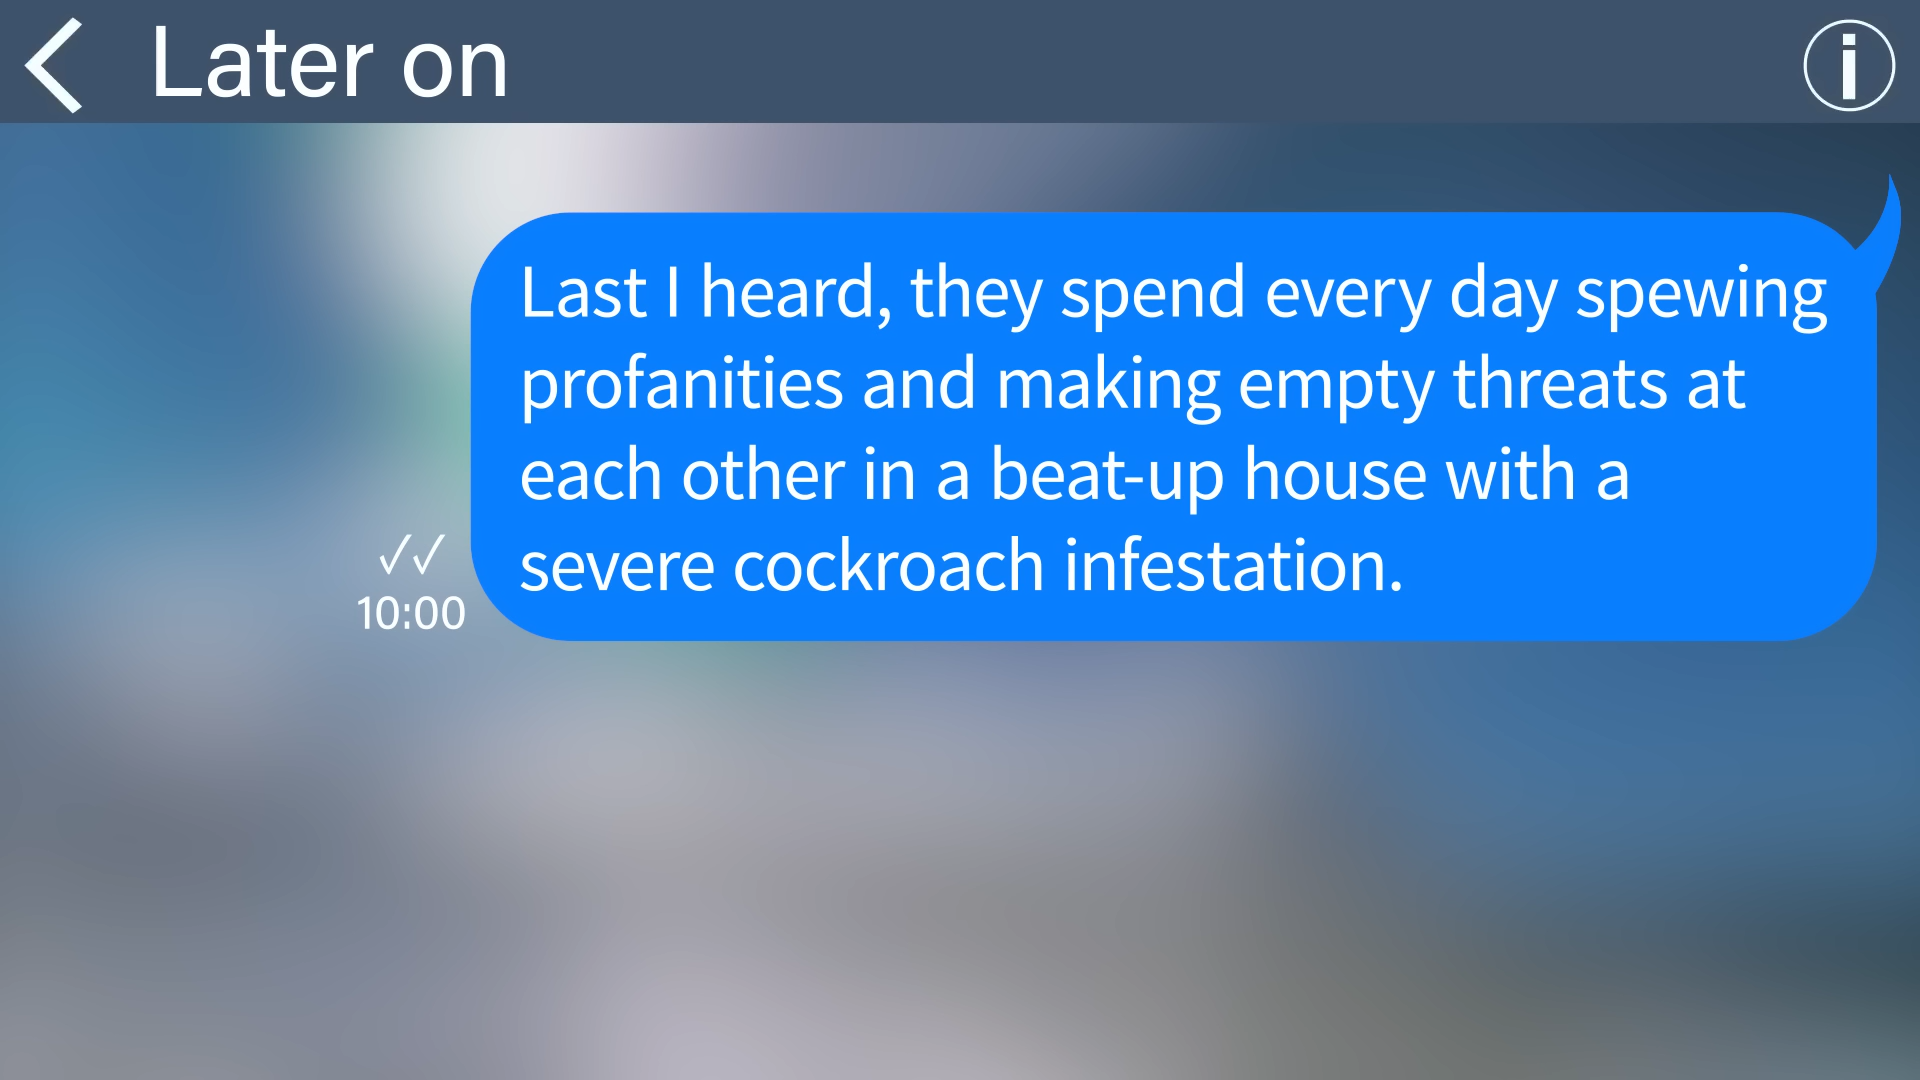 Later on
Last I heard, they spend every day spewing
profanities and making empty threats at
each other in a beat-up house with a
severe cockroach infestation.
✓✓
10:00